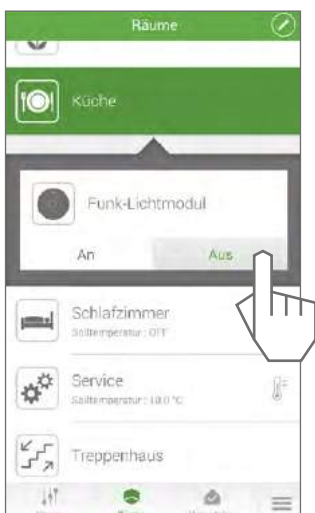 Räume
Küche
Funk-Lichtmodul
An
Aus
Schlafzimmer
Solltemperatur: OFF
Service
Solltemperatur: 18.0 °C
Treppenhaus